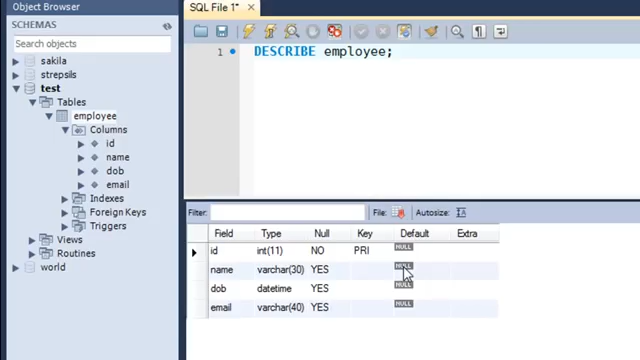 Object Browser
SCHEMAS
Search objects
sakila
strepsils
test
Tables
employee
Columns
id
name
dob
email
Indexes
Foreign Keys
Triggers
Views
Routines
world
SQL File 1*
1 DESCRIBE employee;
Filter: File: Autosize:
Field Type Null Key Default Extra
id int(11) NO PRI NULL
name varchar(30) YES NULL
dob datetime YES NULL
email varchar(40) YES NULL